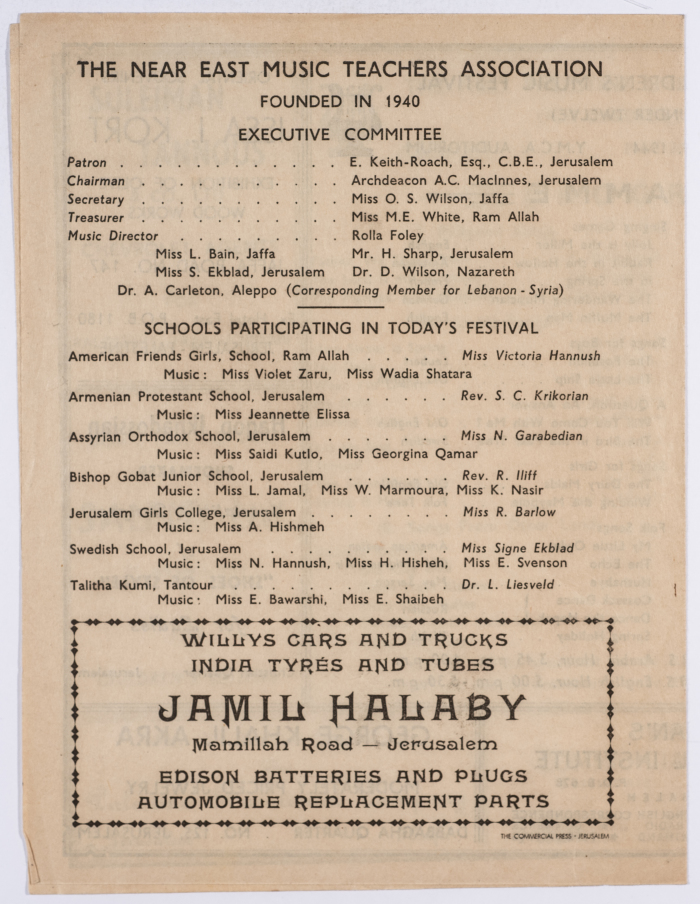 THE NEAR EAST MUSIC TEACHERS ASSOCIATION
FOUNDED IN 1940
EXECUTIVE COMMITTEE
Patron . . . . . . . . . . . . E. Keith-Roach, Esq., C.B.E., Jerusalem
Chairman . . . . . . . . . . . Archdeacon A.C. MacInnes, Jerusalem
Secretary . . . . . . . . . . . Miss O. S. Wilson, Jaffa
Treasurer . . . . . . . . . . . Miss M.E. White, Ram Allah
Music Director . . . . . . . . . Rolla Foley
Miss L. Bain, Jaffa Mr. H. Sharp, Jerusalem
Miss S. Ekblad, Jerusalem Dr. D. Wilson, Nazareth
Dr. A. Carleton, Aleppo (Corresponding Member for Lebanon - Syria)
SCHOOLS PARTICIPATING IN TODAY'S FESTIVAL
American Friends Girls, School, Ram Allah . . . . . Miss Victoria Hannush
Music: Miss Violet Zaru, Miss Wadia Shatara
Armenian Protestant School, Jerusalem . . . . . . Rev. S. C. Krikorian
Music: Miss Jeannette Elissa
Assyrian Orthodox School, Jerusalem . . . . . . . Miss N. Garabedian
Music: Miss Saidi Kutlo, Miss Georgina Qamar
Bishop Gobat Junior School, Jerusalem . . . . . . Rev. R. Iliff
Music: Miss L. Jamal, Miss W. Marmoura, Miss K. Nasir
Jerusalem Girls College, Jerusalem . . . . . . . . Miss R. Barlow
Music: Miss A. Hishmeh
Swedish School, Jerusalem . . . . . . . . . . Miss Signe Ekblad
Music: Miss N. Hannush, Miss H. Hisheh, Miss E. Svenson
Talitha Kumi, Tantour . . . . . . . . . . . . Dr. L. Liesveld
Music: Miss E. Bawarshi, Miss E. Shaibeh
WILLYS CARS AND TRUCKS
INDIA TYRES AND TUBES
JAMIL HALABY
Mamillah Road — Jerusalem
EDISON BATTERIES AND PLUGS
AUTOMOBILE REPLACEMENT PARTS
THE COMMERCIAL PRESS - JERUSALEM